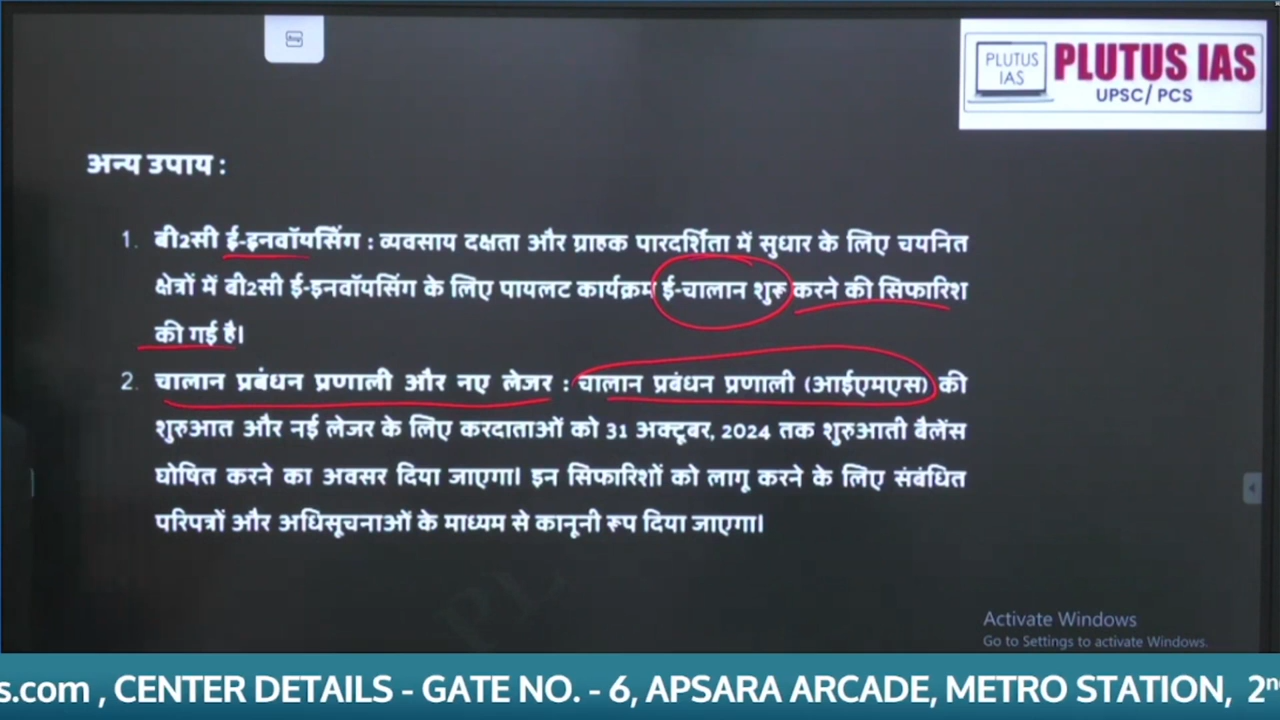 PLUTUS IAS
PLUTUS IAS
UPSC/ PCS
अन्य उपाय :
1. बी2सी ई-इनवॉयसिंग : व्यवसाय दक्षता और ग्राहक पारदर्शिता में सुधार के लिए चयनित
क्षेत्रों में बी2सी ई-इनवॉयसिंग के लिए पायलट कार्यक्रम ई-चालान शुरू करने की सिफारिश
की गई है।
2. चालान प्रबंधन प्रणाली और नए लेजर : चालान प्रबंधन प्रणाली (आईएमएस) की
शुरुआत और नई लेजर के लिए करदाताओं को 31 अक्टूबर, 2024 तक शुरुआती बैलेंस
घोषित करने का अवसर दिया जाएगा। इन सिफारिशों को लागू करने के लिए संबंधित
परिपत्रों और अधिसूचनाओं के माध्यम से कानूनी रूप दिया जाएगा।
Activate Windows
Go to Settings to activate Windows.
s.com , CENTER DETAILS - GATE NO. - 6, APSARA ARCADE, METRO STATION, 2ⁿ